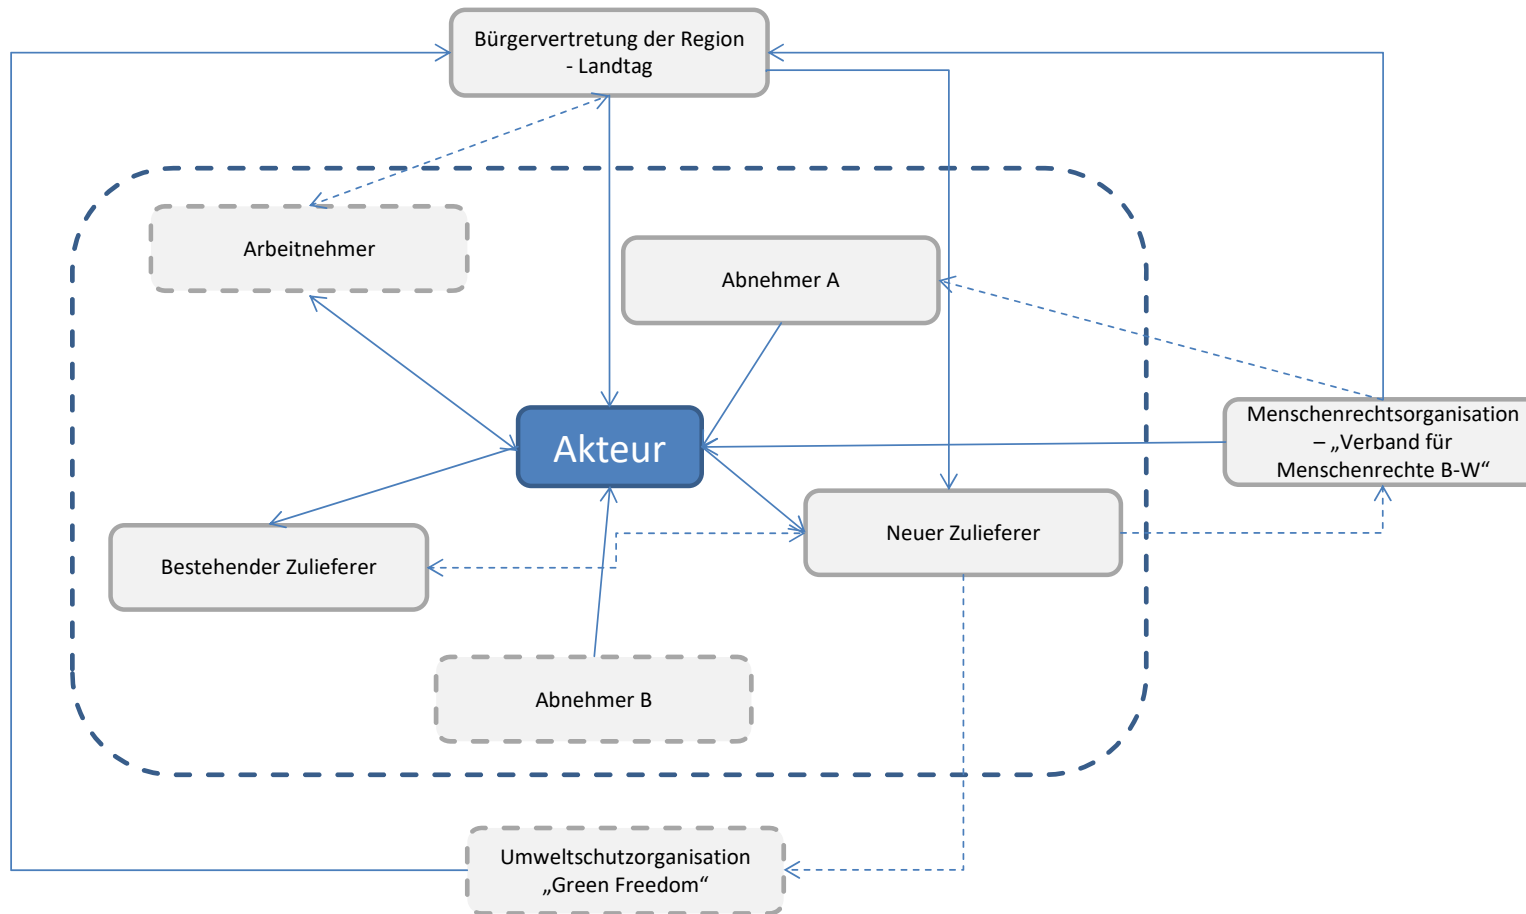 Bürgervertretung der Region
- Landtag
Arbeitnehmer
Abnehmer A
Akteur
Menschenrechtsorganisation
– „Verband für
Menschenrechte B-W“
Neuer Zulieferer
Bestehender Zulieferer
Abnehmer B
Umweltschutzorganisation
„Green Freedom“